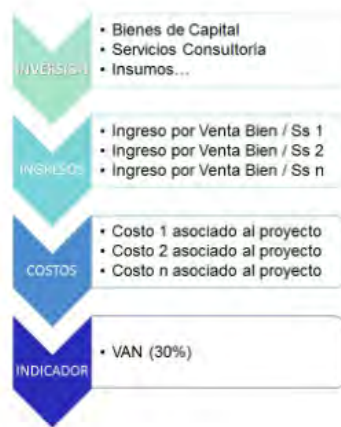 INVERSIÓN
• Bienes de Capital
• Servicios Consultoría
• Insumos...
INGRESOS
• Ingreso por Venta Bien / Ss 1
• Ingreso por Venta Bien / Ss 2
• Ingreso por Venta Bien / Ss n
COSTOS
• Costo 1 asociado al proyecto
• Costo 2 asociado al proyecto
• Costo n asociado al proyecto
INDICADOR
• VAN (30%)